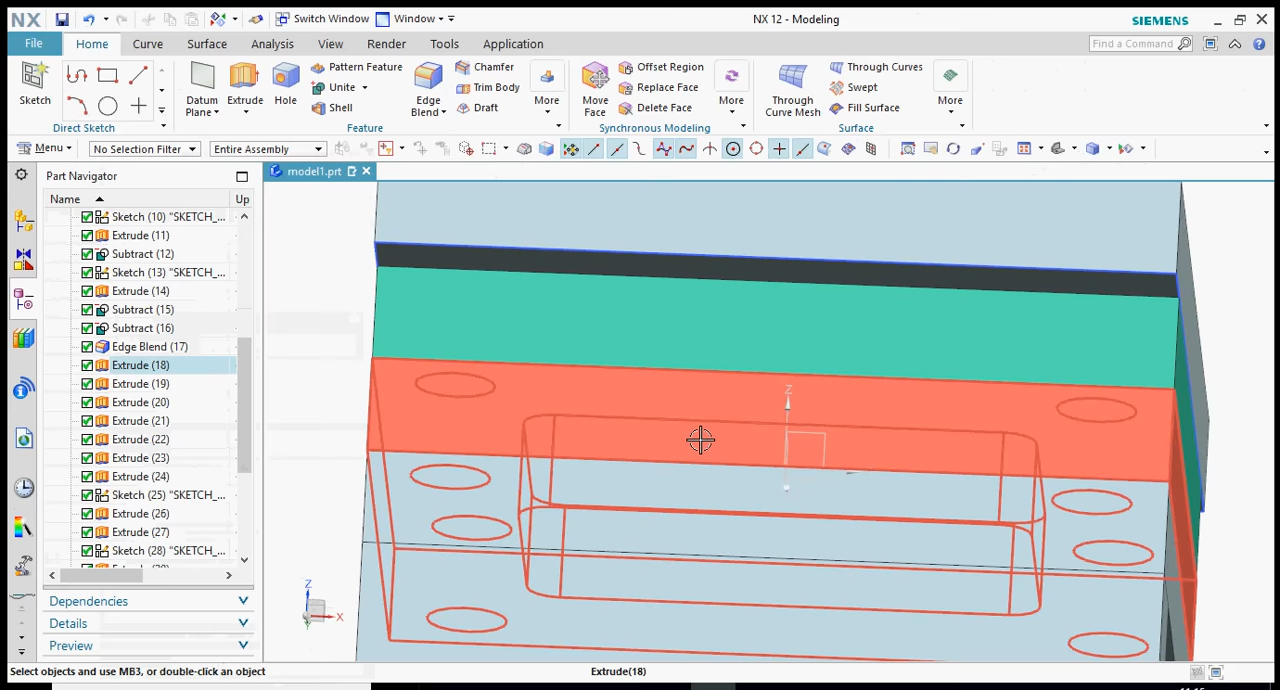 NX Switch Window Window NX 12 - Modeling SIEMENS
File Home Curve Surface Analysis View Render Tools Application Find a Command
Sketch
Direct Sketch
Datum Plane
Extrude
Hole
Pattern Feature
Unite
Shell
Edge Blend
Chamfer
Trim Body
Draft
More
Feature
Move Face
Offset Region
Replace Face
Delete Face
More
Synchronous Modeling
Through Curve Mesh
Through Curves
Swept
Fill Surface
More
Surface
Menu No Selection Filter Entire Assembly
Part Navigator
model1.prt
Name Up
Sketch (10) "SKETCH_...
Extrude (11)
Subtract (12)
Sketch (13) "SKETCH_...
Extrude (14)
Subtract (15)
Subtract (16)
Edge Blend (17)
Extrude (18)
Extrude (19)
Extrude (20)
Extrude (21)
Extrude (22)
Extrude (23)
Extrude (24)
Sketch (25) "SKETCH_...
Extrude (26)
Extrude (27)
Sketch (28) "SKETCH_...
Dependencies
Details
Preview
Z
Z
X
Select objects and use MB3, or double-click an object
Extrude(18)